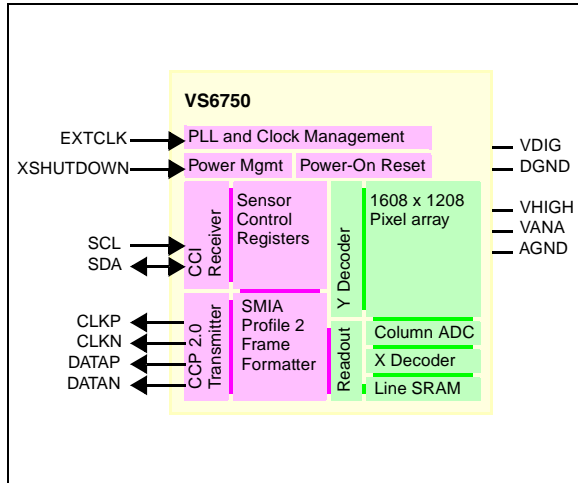 VS6750
EXTCLK
PLL and Clock Management
XSHUTDOWN
Power Mgmt
Power-On Reset
VDIG
DGND
VHIGH
VANA
AGND
SCL
SDA
CCI
Receiver
Sensor
Control
Registers
Y Decoder
1608 x 1208
Pixel array
CLKP
CLKN
DATAP
DATAN
CCP 2.0
Transmitter
SMIA
Profile 2
Frame
Formatter
Readout
Column ADC
X Decoder
Line SRAM